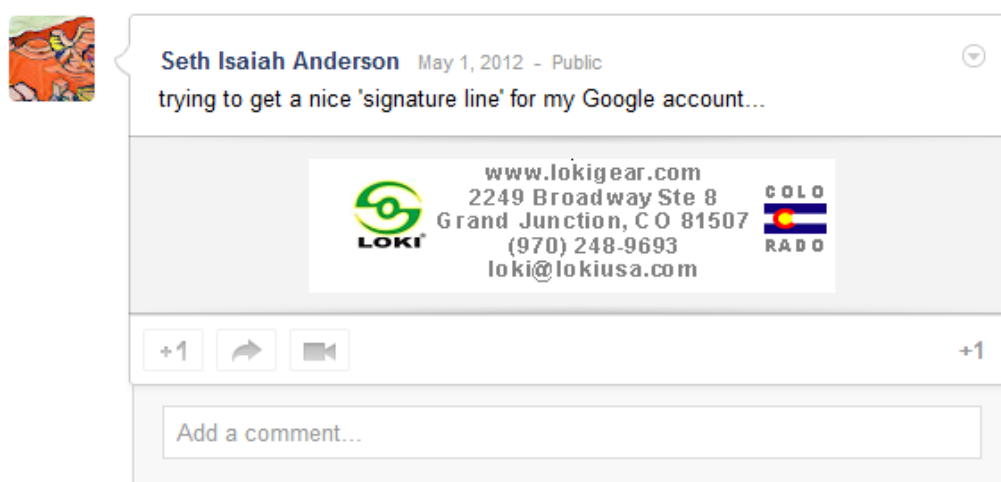 Seth Isaiah Anderson May 1, 2012 - Public
trying to get a nice 'signature line' for my Google account...
www.lokigear.com
2249 Broadway Ste 8
Grand Junction, CO 81507
(970) 248-9693
loki@lokiusa.com
LOKI
COLO
RADO
+1
+1
Add a comment...